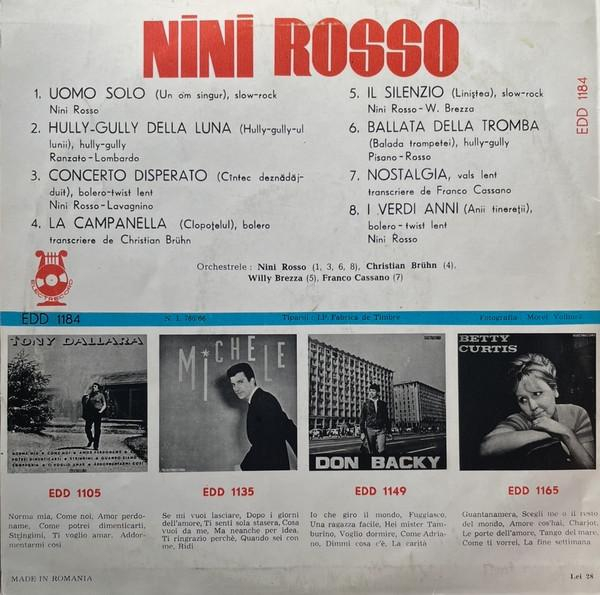 NINI ROSSO
1. UOMO SOLO (Un om singur), slow-rock
Nini Rosso
2. HULLY-GULLY DELLA LUNA (Hully-gully-ul
lunii), hully-gully
Ranzato-Lombardo
3. CONCERTO DISPERATO (Cîntec deznădăj-
duit), bolero-twist lent
Nini Rosso-Lavagnino
4. LA CAMPANELLA (Clopoţelul), bolero
transcriere de Christian Brühn
5. IL SILENZIO (Liniştea), slow-rock
Nini Rosso-W. Brezza
6. BALLATA DELLA TROMBA
(Balada trompetei), hully-gully
Pisano-Rosso
7. NOSTALGIA, vals lent
transcriere de Franco Cassano
8. I VERDI ANNI (Anii tinereţii),
bolero-twist lent
Nini Rosso
EDD 1184
Orchestrele: Nini Rosso (1, 3, 6, 8), Christian Brühn (4),
Willy Brezza (5), Franco Cassano (7)
ELECTRECORD
EDD 1184
Tiparul: I.P. Fabrica de Timbre
Fotografia: Morel Volbură
TONY DALLARA
MICHELE
DON BACKY
BETTY
CURTIS
EDD 1105
EDD 1135
EDD 1149
EDD 1165
Norma mia, Come noi, Amor perdo-
name, Come potrei dimenticarti,
Stringimi, Ti voglio amar, Addor-
mentarmi cosi
Se mi vuoi lasciare, Dopo i giorni
dell'amore, Ti senti sola stasera, Cosa
vuoi da me, Ma neanche per idea,
Ti ringrazio perchè, Quando sei con
me, Ridi
Io che giro il mondo, Fuggiasco,
Una ragazza facile, Hei mister Tam-
burino, Voglio dormire, Come Adria-
no, Dimmi cosa c'è, La carità
Guantanamera, Scegli me o il resto
del mondo, Amore cos'hai, Chariot,
Le porte dell'amore, Tango del mare,
Come ti vorrei, La fine settimana
MADE IN ROMANIA
Lei 28